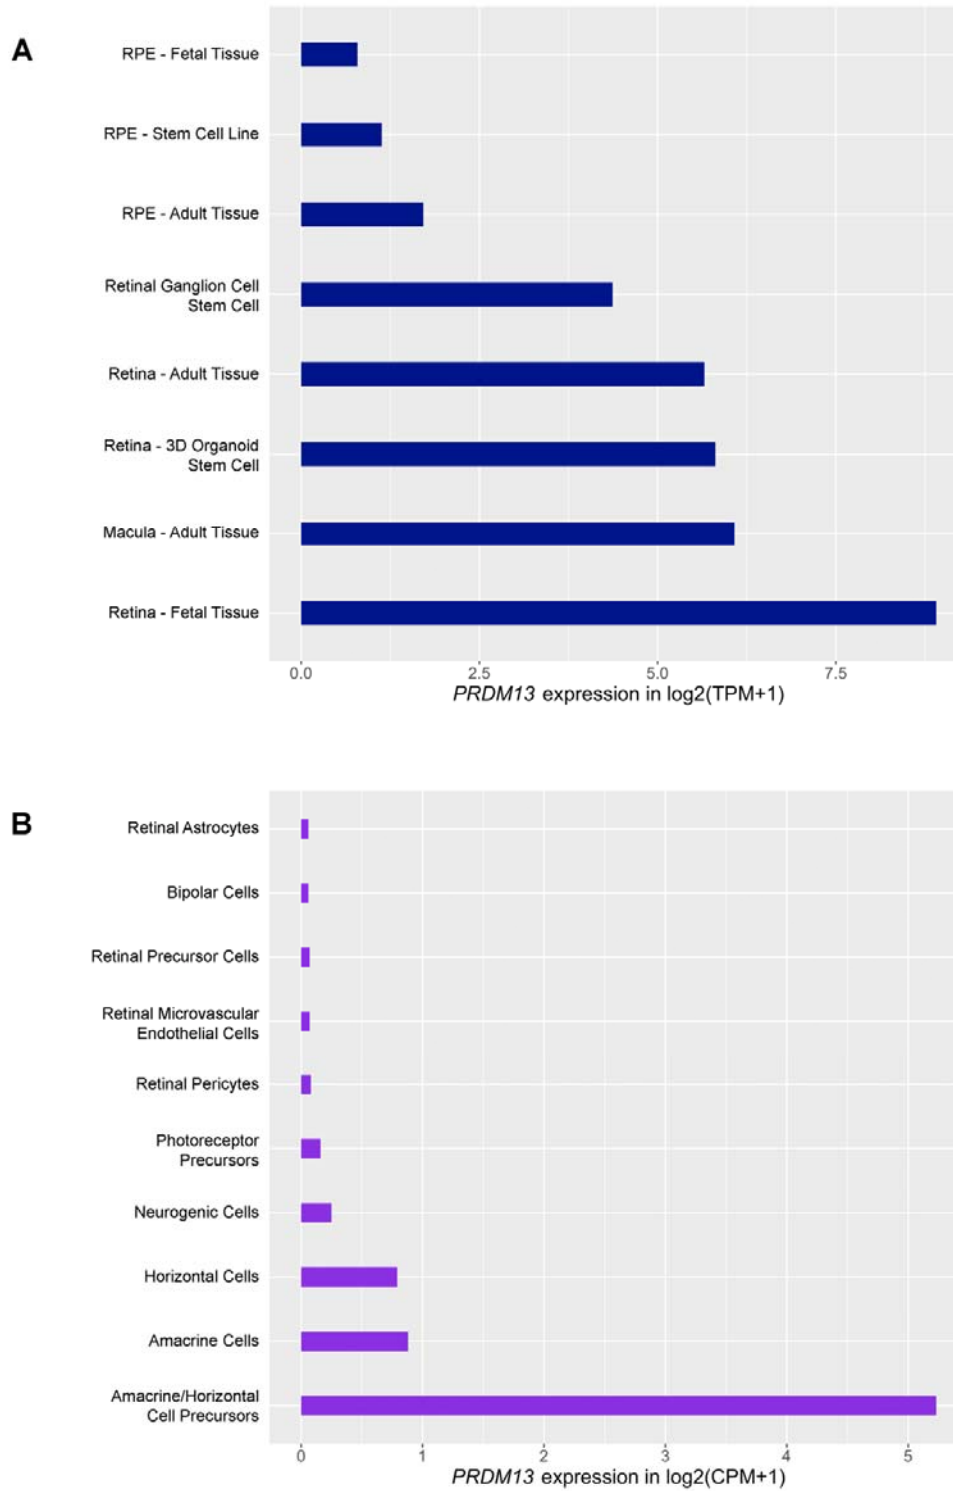 A
RPE - Fetal Tissue
RPE - Stem Cell Line
RPE - Adult Tissue
Retinal Ganglion Cell
Stem Cell
Retina - Adult Tissue
Retina - 3D Organoid
Stem Cell
Macula - Adult Tissue
Retina - Fetal Tissue
0.0 2.5 5.0 7.5
PRDM13 expression in log2(TPM+1)
B
Retinal Astrocytes
Bipolar Cells
Retinal Precursor Cells
Retinal Microvascular
Endothelial Cells
Retinal Pericytes
Photoreceptor
Precursors
Neurogenic Cells
Horizontal Cells
Amacrine Cells
Amacrine/Horizontal
Cell Precursors
0 1 2 3 4 5
PRDM13 expression in log2(CPM+1)